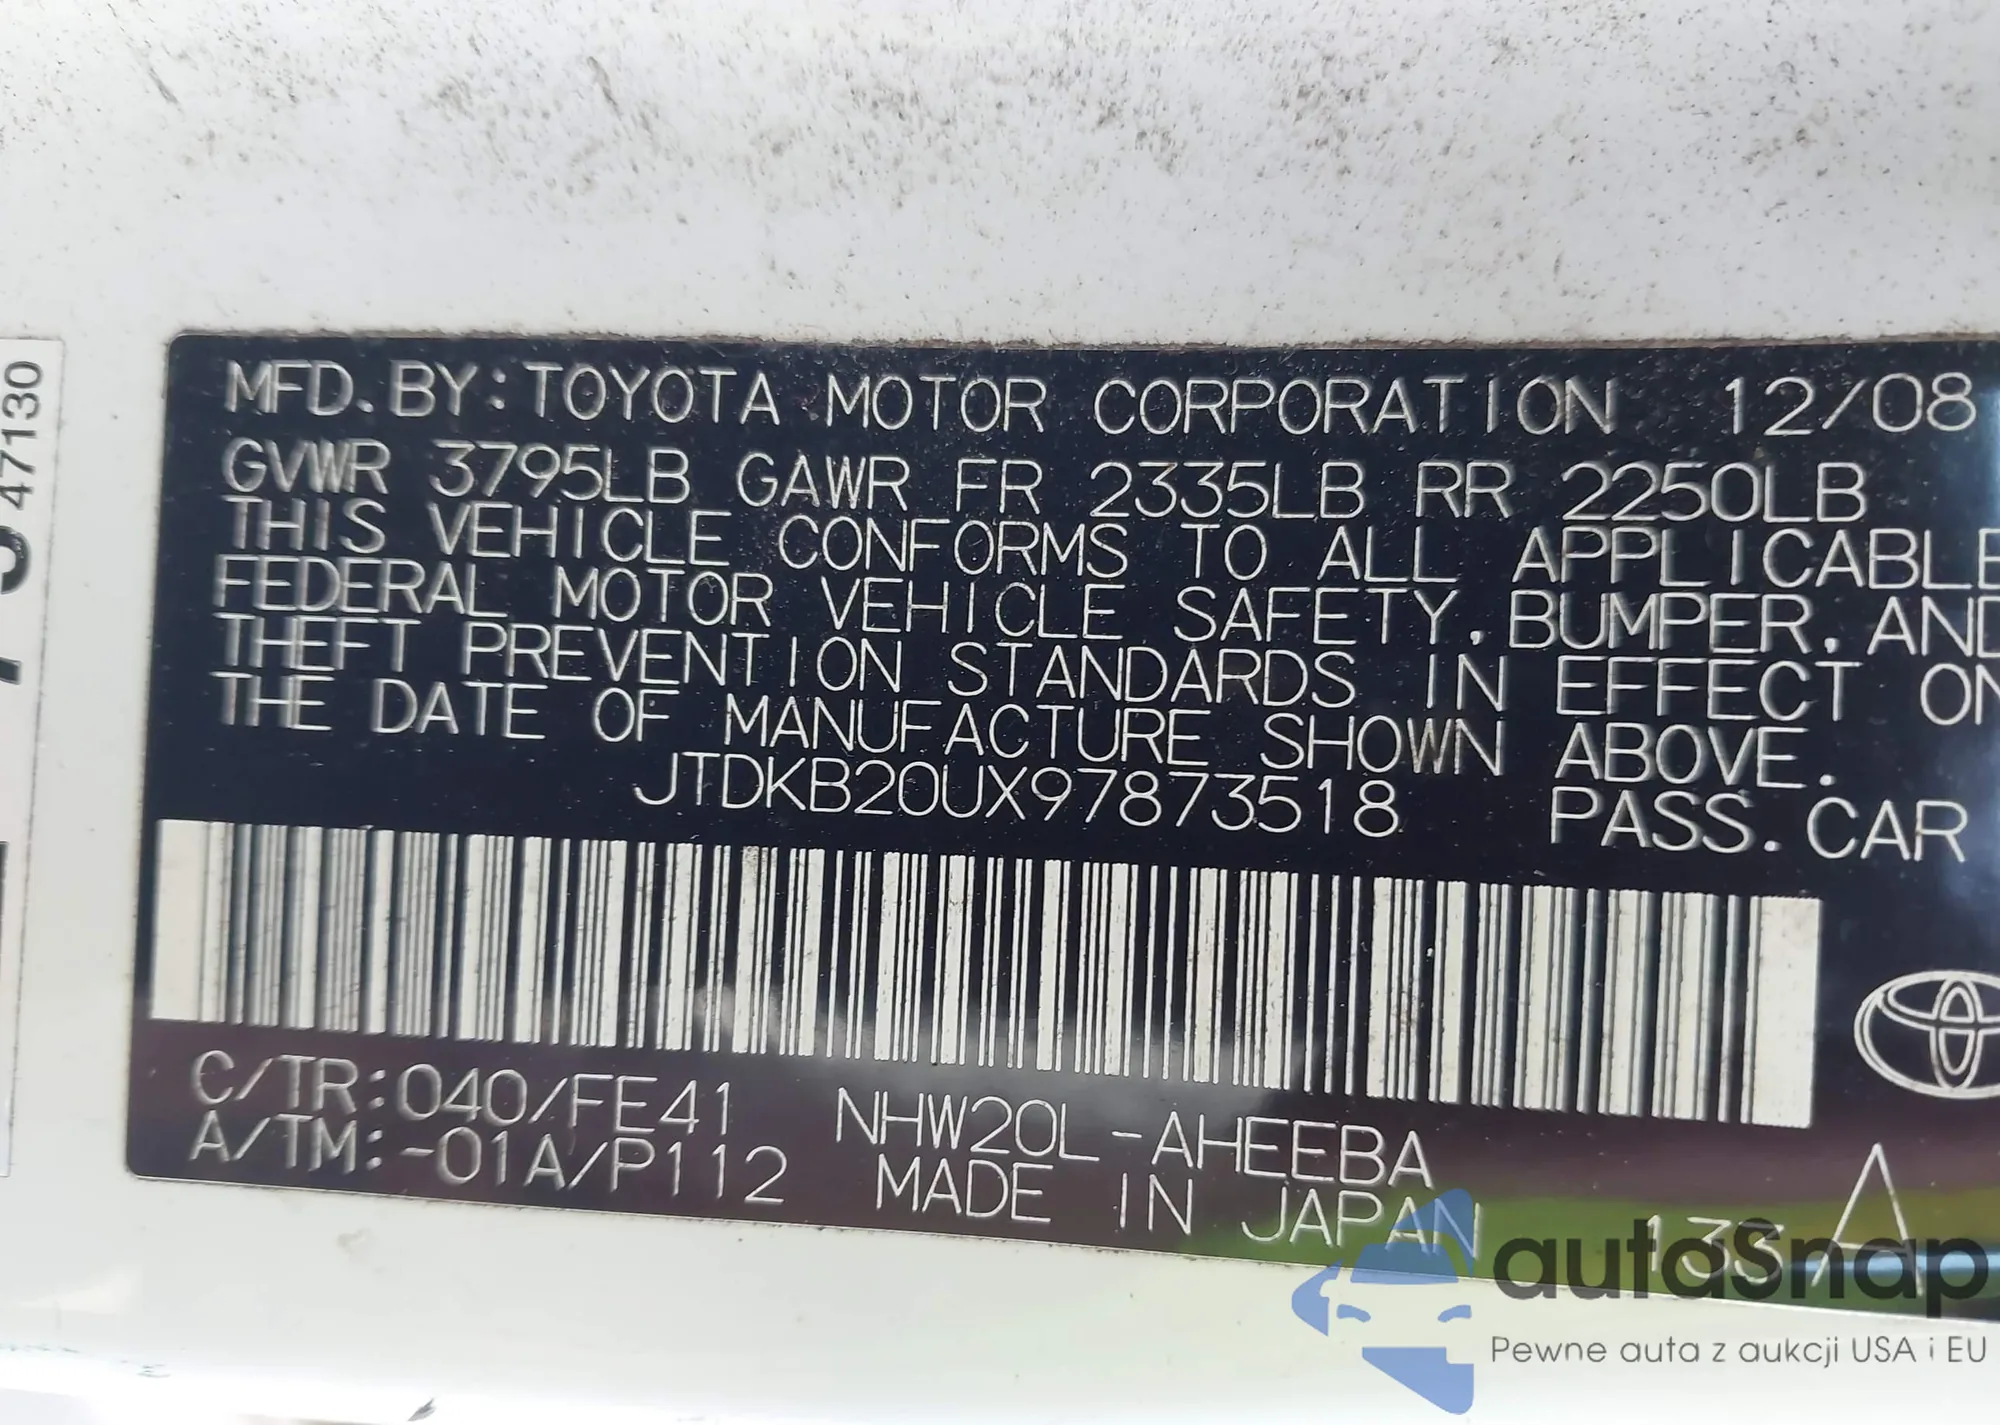 MFD. BY: TOYOTA MOTOR CORPORATION 12/08
GVWR 3795LB GAWR FR 2335LB RR 2250LB
THIS VEHICLE CONFORMS TO ALL APPLICABLE
FEDERAL MOTOR VEHICLE SAFETY, BUMPER, AND
THEFT PREVENTION STANDARDS IN EFFECT ON
THE DATE OF MANUFACTURE SHOWN ABOVE.
JTDKB20UX97873518 PASS. CAR
C/TR:040/FE41 NHW20L-AHEEBA
A/TM:-01A/P112 MADE IN JAPAN 133 A
47130
autoSnap
Pewne auta z aukcji USA i EU